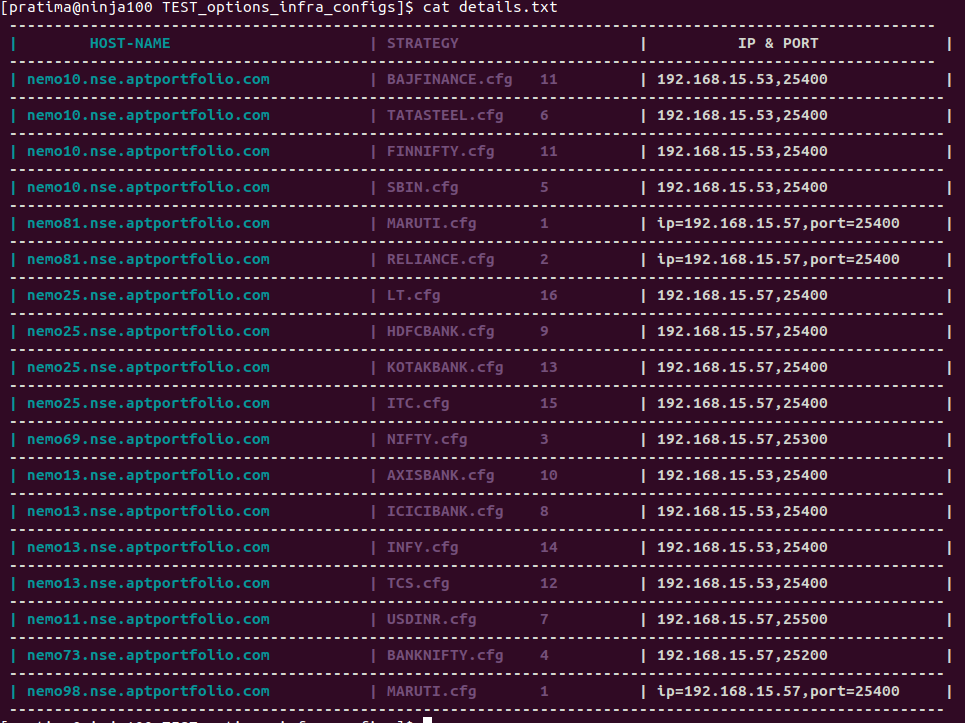 [pratima@ninja100 TEST_options_infra_configs]$ cat details.txt
| HOST-NAME | STRATEGY | IP & PORT |
| nemo10.nse.aptportfolio.com | BAJFINANCE.cfg 11 | 192.168.15.53,25400 |
| nemo10.nse.aptportfolio.com | TATASTEEL.cfg 6 | 192.168.15.53,25400 |
| nemo10.nse.aptportfolio.com | FINNIFTY.cfg 11 | 192.168.15.53,25400 |
| nemo10.nse.aptportfolio.com | SBIN.cfg 5 | 192.168.15.53,25400 |
| nemo81.nse.aptportfolio.com | MARUTI.cfg 1 | ip=192.168.15.57,port=25400 |
| nemo81.nse.aptportfolio.com | RELIANCE.cfg 2 | ip=192.168.15.57,port=25400 |
| nemo25.nse.aptportfolio.com | LT.cfg 16 | 192.168.15.57,25400 |
| nemo25.nse.aptportfolio.com | HDFCBANK.cfg 9 | 192.168.15.57,25400 |
| nemo25.nse.aptportfolio.com | KOTAKBANK.cfg 13 | 192.168.15.57,25400 |
| nemo25.nse.aptportfolio.com | ITC.cfg 15 | 192.168.15.57,25400 |
| nemo69.nse.aptportfolio.com | NIFTY.cfg 3 | 192.168.15.57,25300 |
| nemo13.nse.aptportfolio.com | AXISBANK.cfg 10 | 192.168.15.53,25400 |
| nemo13.nse.aptportfolio.com | ICICIBANK.cfg 8 | 192.168.15.53,25400 |
| nemo13.nse.aptportfolio.com | INFY.cfg 14 | 192.168.15.53,25400 |
| nemo13.nse.aptportfolio.com | TCS.cfg 12 | 192.168.15.53,25400 |
| nemo11.nse.aptportfolio.com | USDINR.cfg 7 | 192.168.15.57,25500 |
| nemo73.nse.aptportfolio.com | BANKNIFTY.cfg 4 | 192.168.15.57,25200 |
| nemo98.nse.aptportfolio.com | MARUTI.cfg 1 | ip=192.168.15.57,port=25400 |